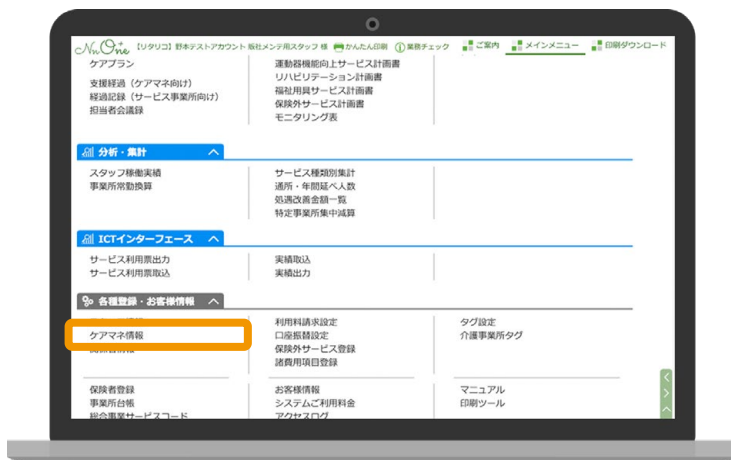 NnOne 【リタリコ】野本テストアカウント 販社メンテ用スタッフ 様 かんたん印刷 業務チェック ご案内 メインメニュー 印刷ダウンロード
ケアプラン
支援経過（ケアマネ向け）
経過記録（サービス事業所向け）
担当者会議録
運動器機能向上サービス計画書
リハビリテーション計画書
福祉用具サービス計画書
保険外サービス計画書
モニタリング表
分析・集計
スタッフ稼働実績
事業所常勤換算
サービス種類別集計
通所・年間延べ人数
処遇改善金額一覧
特定事業所集中減算
ICTインターフェース
サービス利用票出力
サービス利用票取込
実績取込
実績出力
各種登録・お客様情報
ケアマネ情報
利用料請求設定
口座振替設定
保険外サービス登録
諸費用項目登録
タグ設定
介護事業所タグ
保険者登録
事業所台帳
総合事業サービスコード
お客様情報
システムご利用料金
アクセスログ
マニュアル
印刷ツール